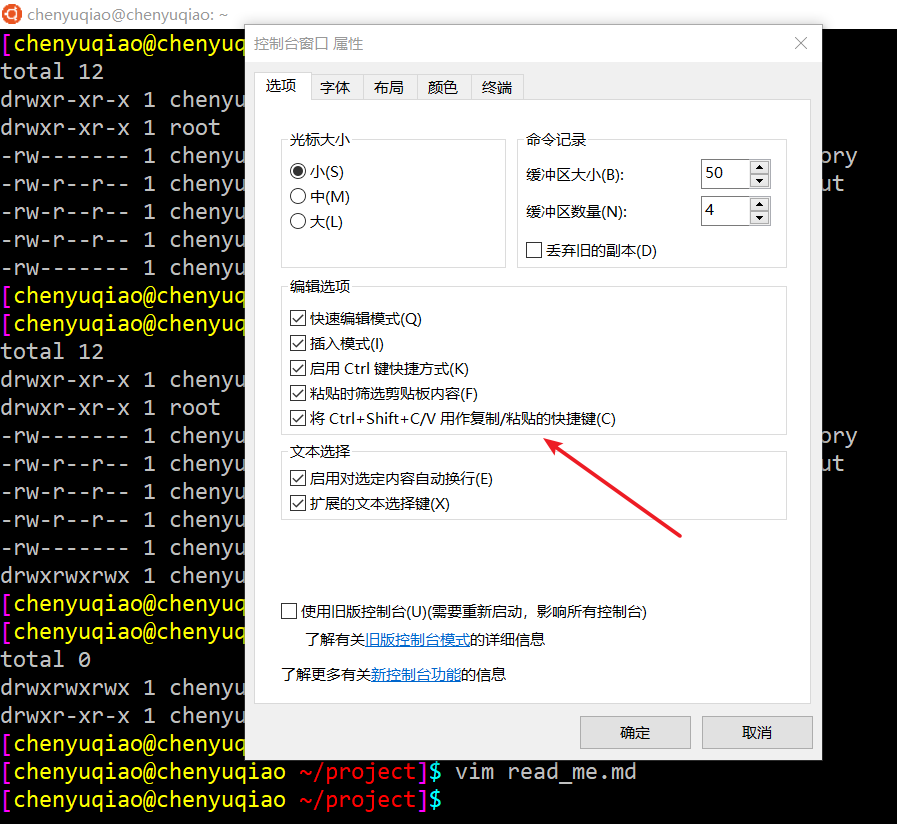 chenyuqiao@chenyuqiao: ~
控制台窗口 属性
选项 字体 布局 颜色 终端
光标大小
小(S)
中(M)
大(L)
命令记录
缓冲区大小(B): 50
缓冲区数量(N): 4
丢弃旧的副本(D)
编辑选项
快速编辑模式(Q)
插入模式(I)
启用 Ctrl 键快捷方式(K)
粘贴时筛选剪贴板内容(F)
将 Ctrl+Shift+C/V 用作复制/粘贴的快捷键(C)
文本选择
启用对选定内容自动换行(E)
扩展的文本选择键(X)
使用旧版控制台(U)(需要重新启动，影响所有控制台)
了解有关旧版控制台模式的详细信息
了解更多有关新控制台功能的信息
确定 取消
[chenyuqiao@chenyuq
total 12
drwxr-xr-x 1 chenyu
drwxr-xr-x 1 root
-rw------- 1 chenyu ory
-rw-r--r-- 1 chenyu ut
-rw-r--r-- 1 chenyu
-rw-r--r-- 1 chenyu
-rw------- 1 chenyu
[chenyuqiao@chenyuq
[chenyuqiao@chenyuq
total 12
drwxr-xr-x 1 chenyu
drwxr-xr-x 1 root
-rw------- 1 chenyu ory
-rw-r--r-- 1 chenyu ut
-rw-r--r-- 1 chenyu
-rw-r--r-- 1 chenyu
-rw------- 1 chenyu
drwxrwxrwx 1 chenyu
[chenyuqiao@chenyuq
[chenyuqiao@chenyuq
total 0
drwxrwxrwx 1 chenyu
drwxr-xr-x 1 chenyu
[chenyuqiao@chenyuq
[chenyuqiao@chenyuqiao ~/project]$ vim read_me.md
[chenyuqiao@chenyuqiao ~/project]$